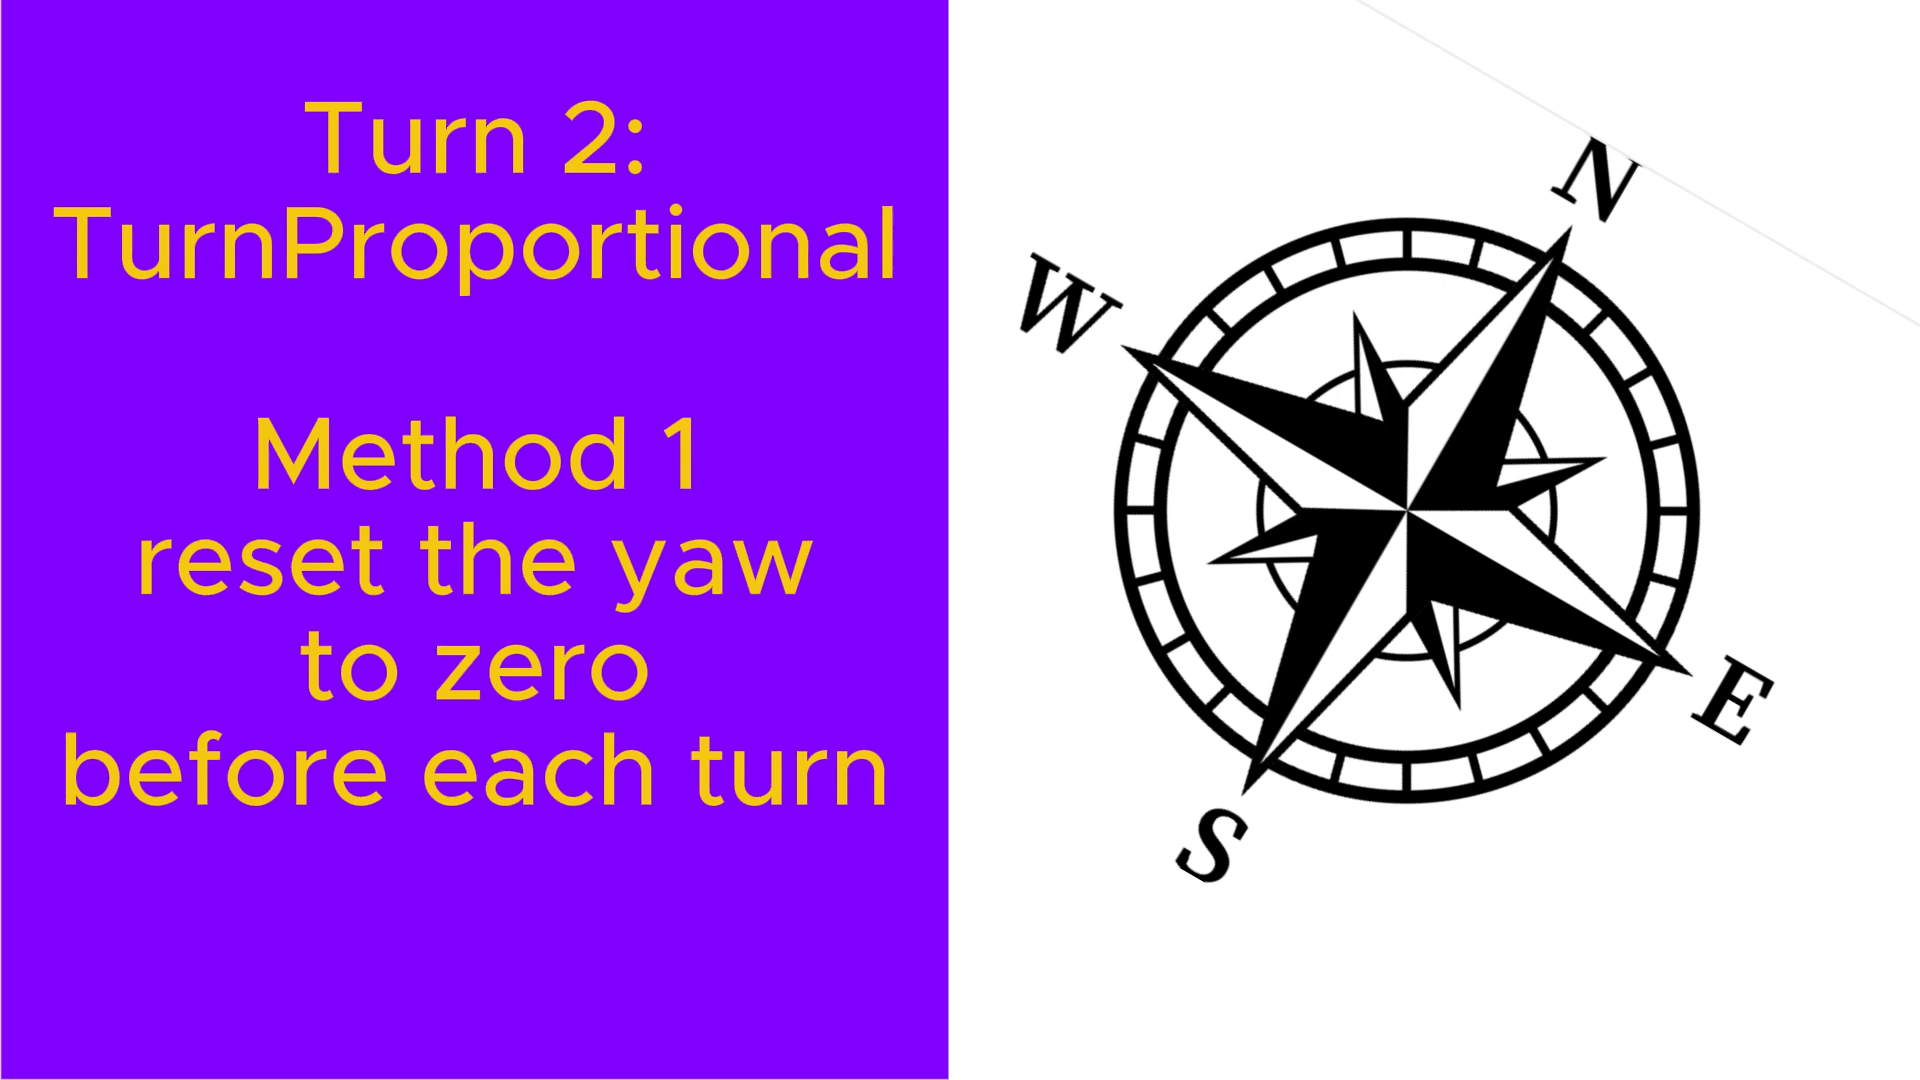 Turn 2:
TurnProportional
Method 1
reset the yaw
to zero
before each turn
N
W
E
S